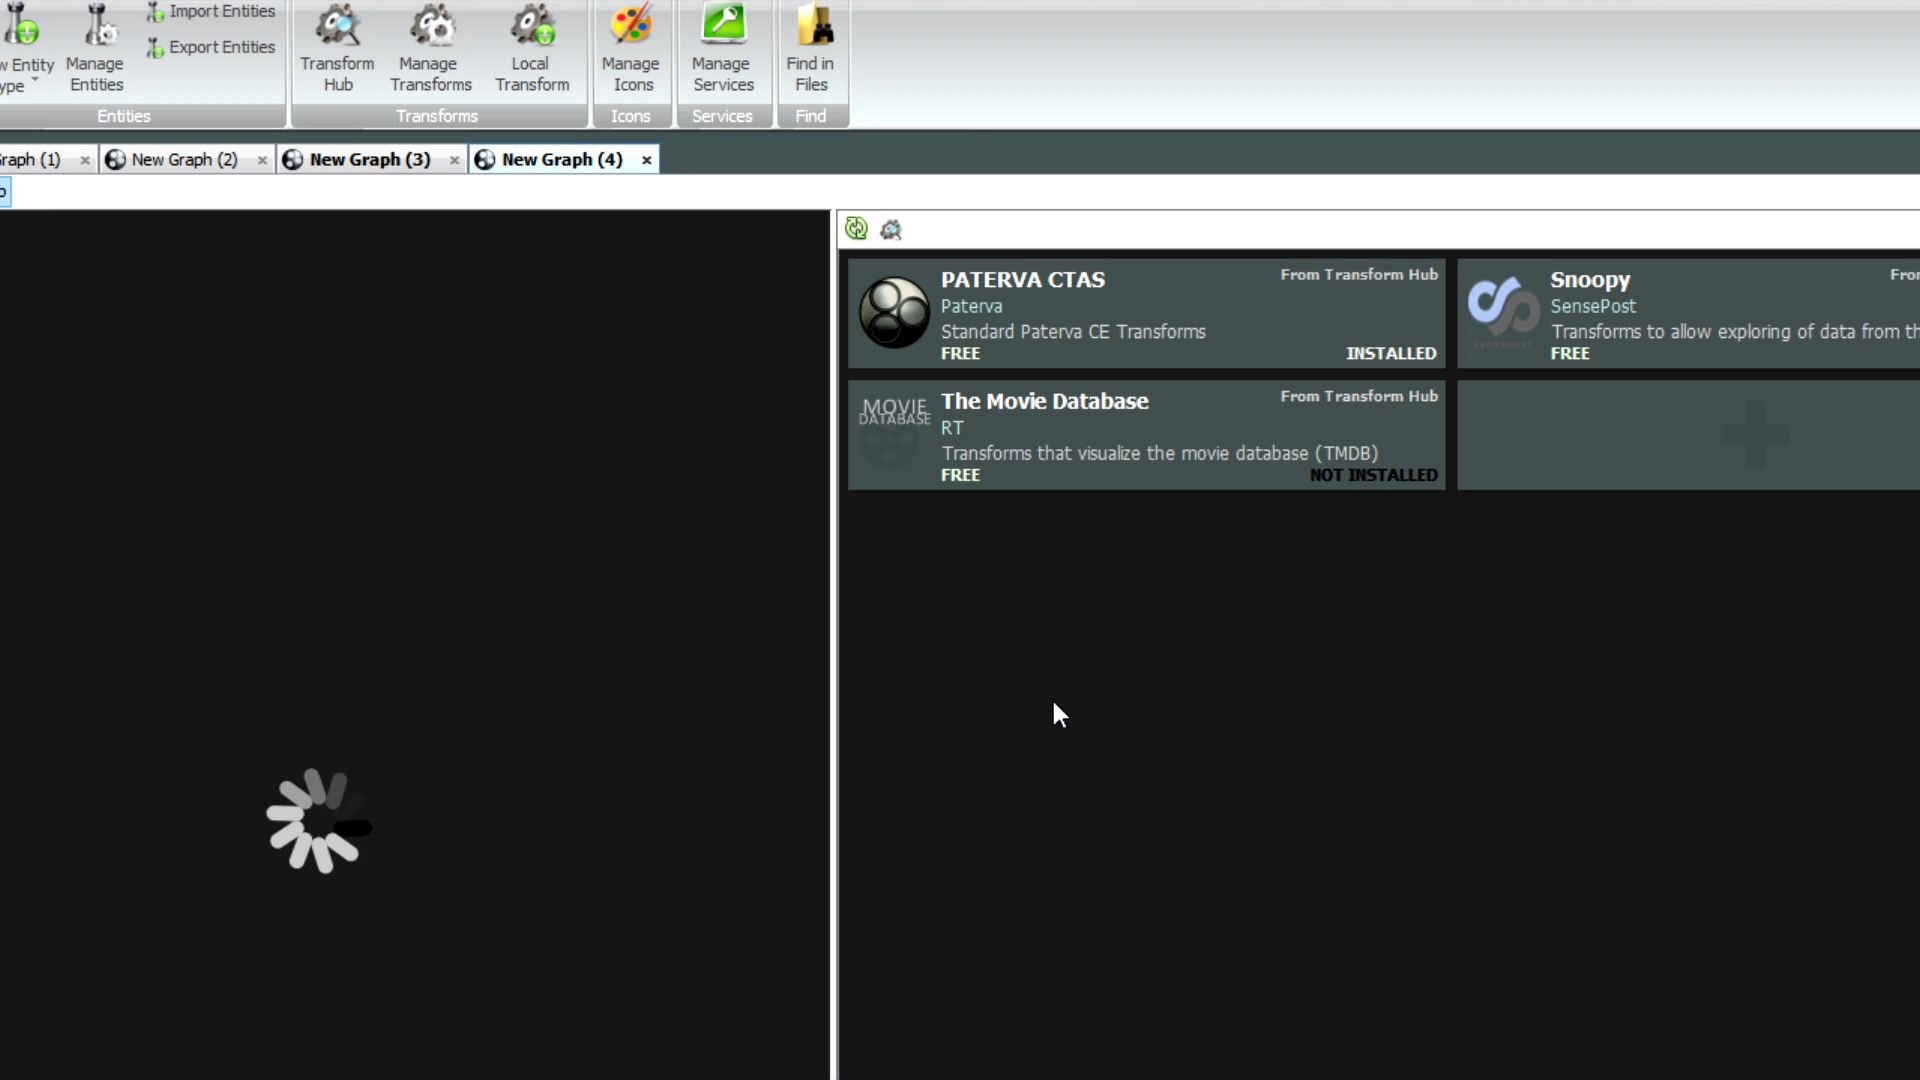 Import Entities
Export Entities
w Entity
ype
Manage
Entities
Transform
Hub
Manage
Transforms
Local
Transform
Manage
Icons
Manage
Services
Find in
Files
Entities
Transforms
Icons
Services
Find
raph (1)
New Graph (2)
New Graph (3)
New Graph (4)
PATERVA CTAS
From Transform Hub
Paterva
Standard Paterva CE Transforms
FREE
INSTALLED
Snoopy
Fror
SensePost
Transforms to allow exploring of data from th
FREE
MOVIE
DATABASE
The Movie Database
From Transform Hub
RT
Transforms that visualize the movie database (TMDB)
FREE
NOT INSTALLED